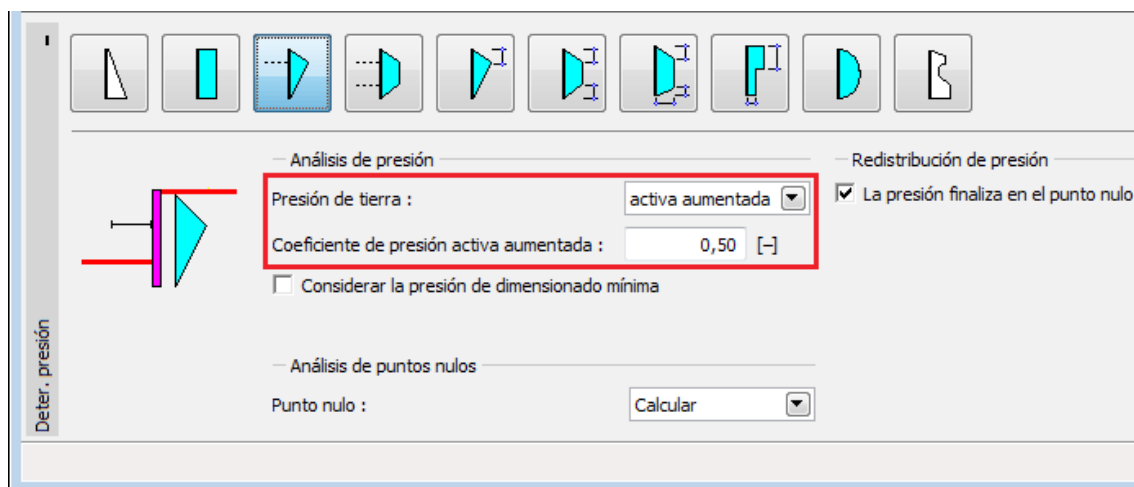 Análisis de presión
Redistribución de presión
Presión de tierra :
activa aumentada
La presión finaliza en el punto nulo
Coeficiente de presión activa aumentada :
0,50
[–]
Considerar la presión de dimensionado mínima
Análisis de puntos nulos
Punto nulo :
Calcular
Deter. presión